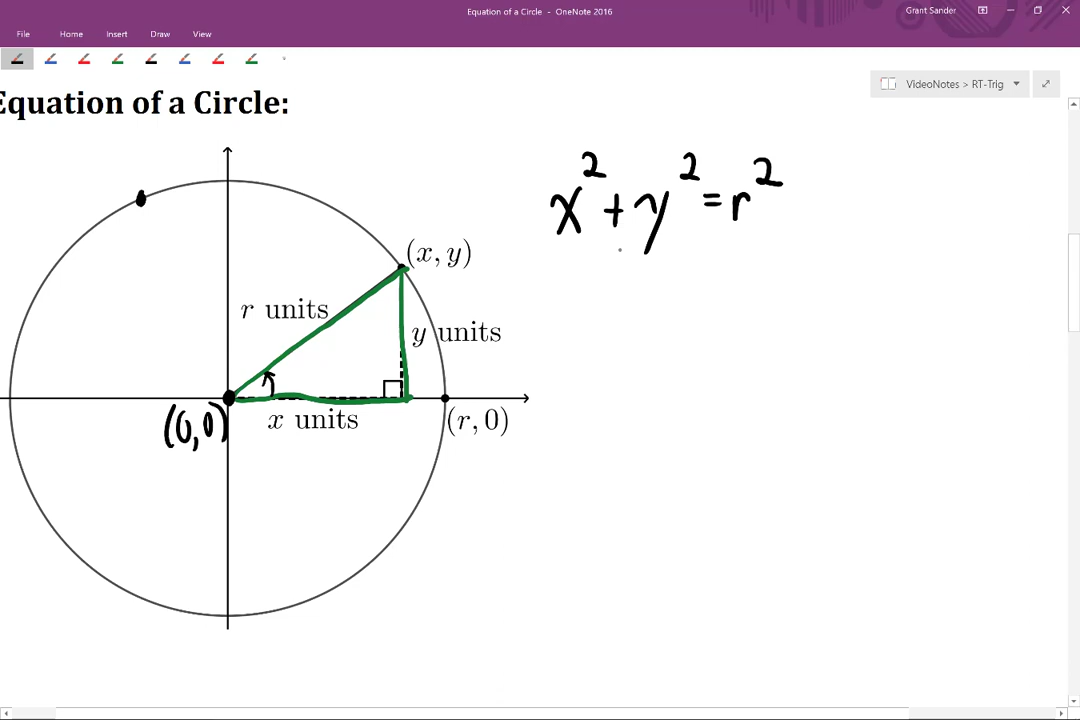 Equation of a Circle - OneNote 2016
Grant Sander
File Home Insert Draw View
VideoNotes > RT-Trig
Equation of a Circle:
x² + y² = r²
(x, y)
r units
y units
(0,0)
x units
(r, 0)